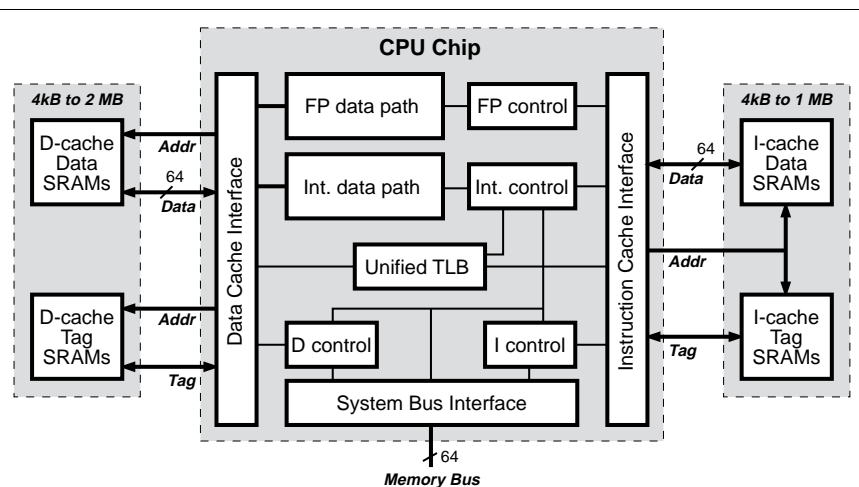 CPU Chip
4kB to 2 MB
D-cache
Data
SRAMs
D-cache
Tag
SRAMs
Addr
64
Data
Addr
Tag
Data Cache Interface
FP data path
FP control
Int. data path
Int. control
Unified TLB
D control
I control
System Bus Interface
64
Memory Bus
Instruction Cache Interface
64
Data
Addr
Tag
4kB to 1 MB
I-cache
Data
SRAMs
I-cache
Tag
SRAMs